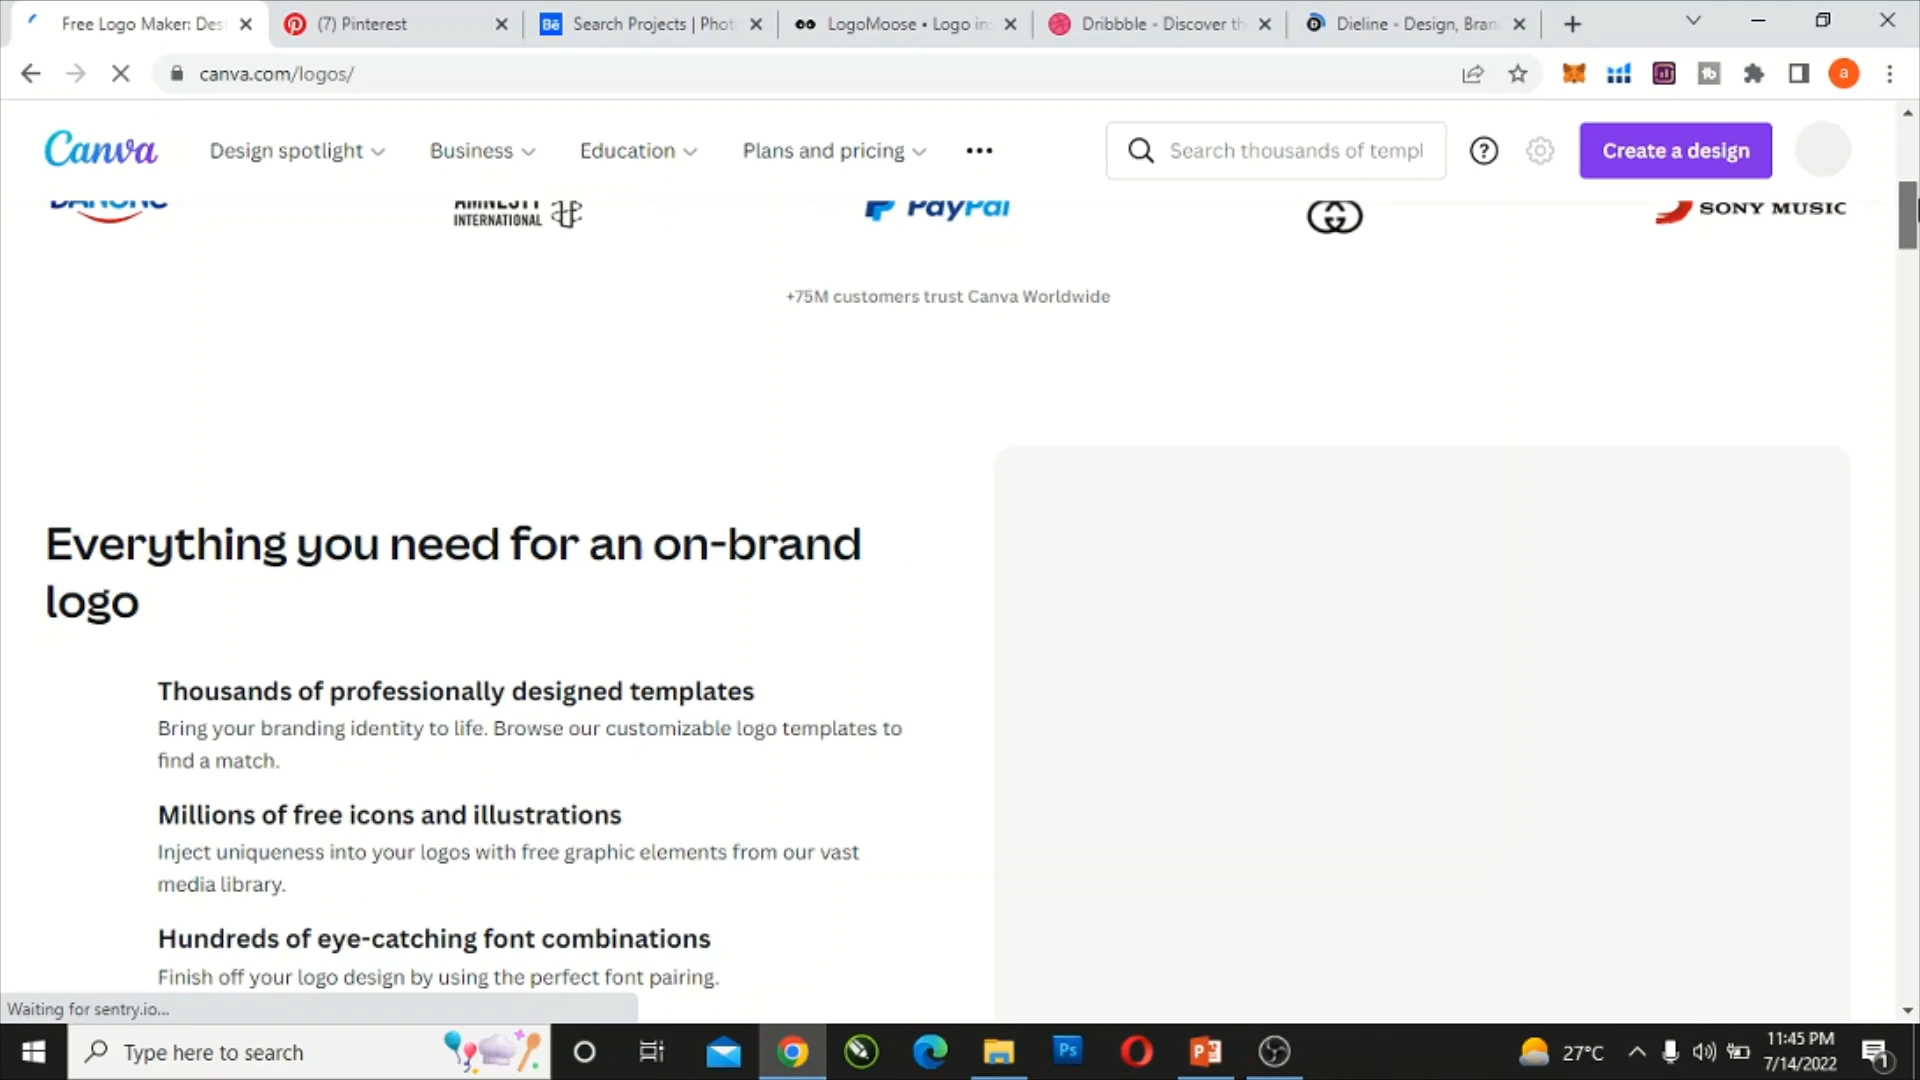 Free Logo Maker: Des
(7) Pinterest
Bē
Search Projects | Phot
LogoMoose • Logo in
Dribbble - Discover th
Dieline - Design, Bran
canva.com/logos/
a
Canva
Design spotlight
Business
Education
Plans and pricing
Search thousands of templ
Create a design
DANONE
AMNESTY
INTERNATIONAL
PayPal
SONY MUSIC
+75M customers trust Canva Worldwide
Everything you need for an on-brand
logo
Thousands of professionally designed templates
Bring your branding identity to life. Browse our customizable logo templates to
find a match.
Millions of free icons and illustrations
Inject uniqueness into your logos with free graphic elements from our vast
media library.
Hundreds of eye-catching font combinations
Finish off your logo design by using the perfect font pairing.
Waiting for sentry.io...
Type here to search
Ps
27°C
11:45 PM
7/14/2022
1